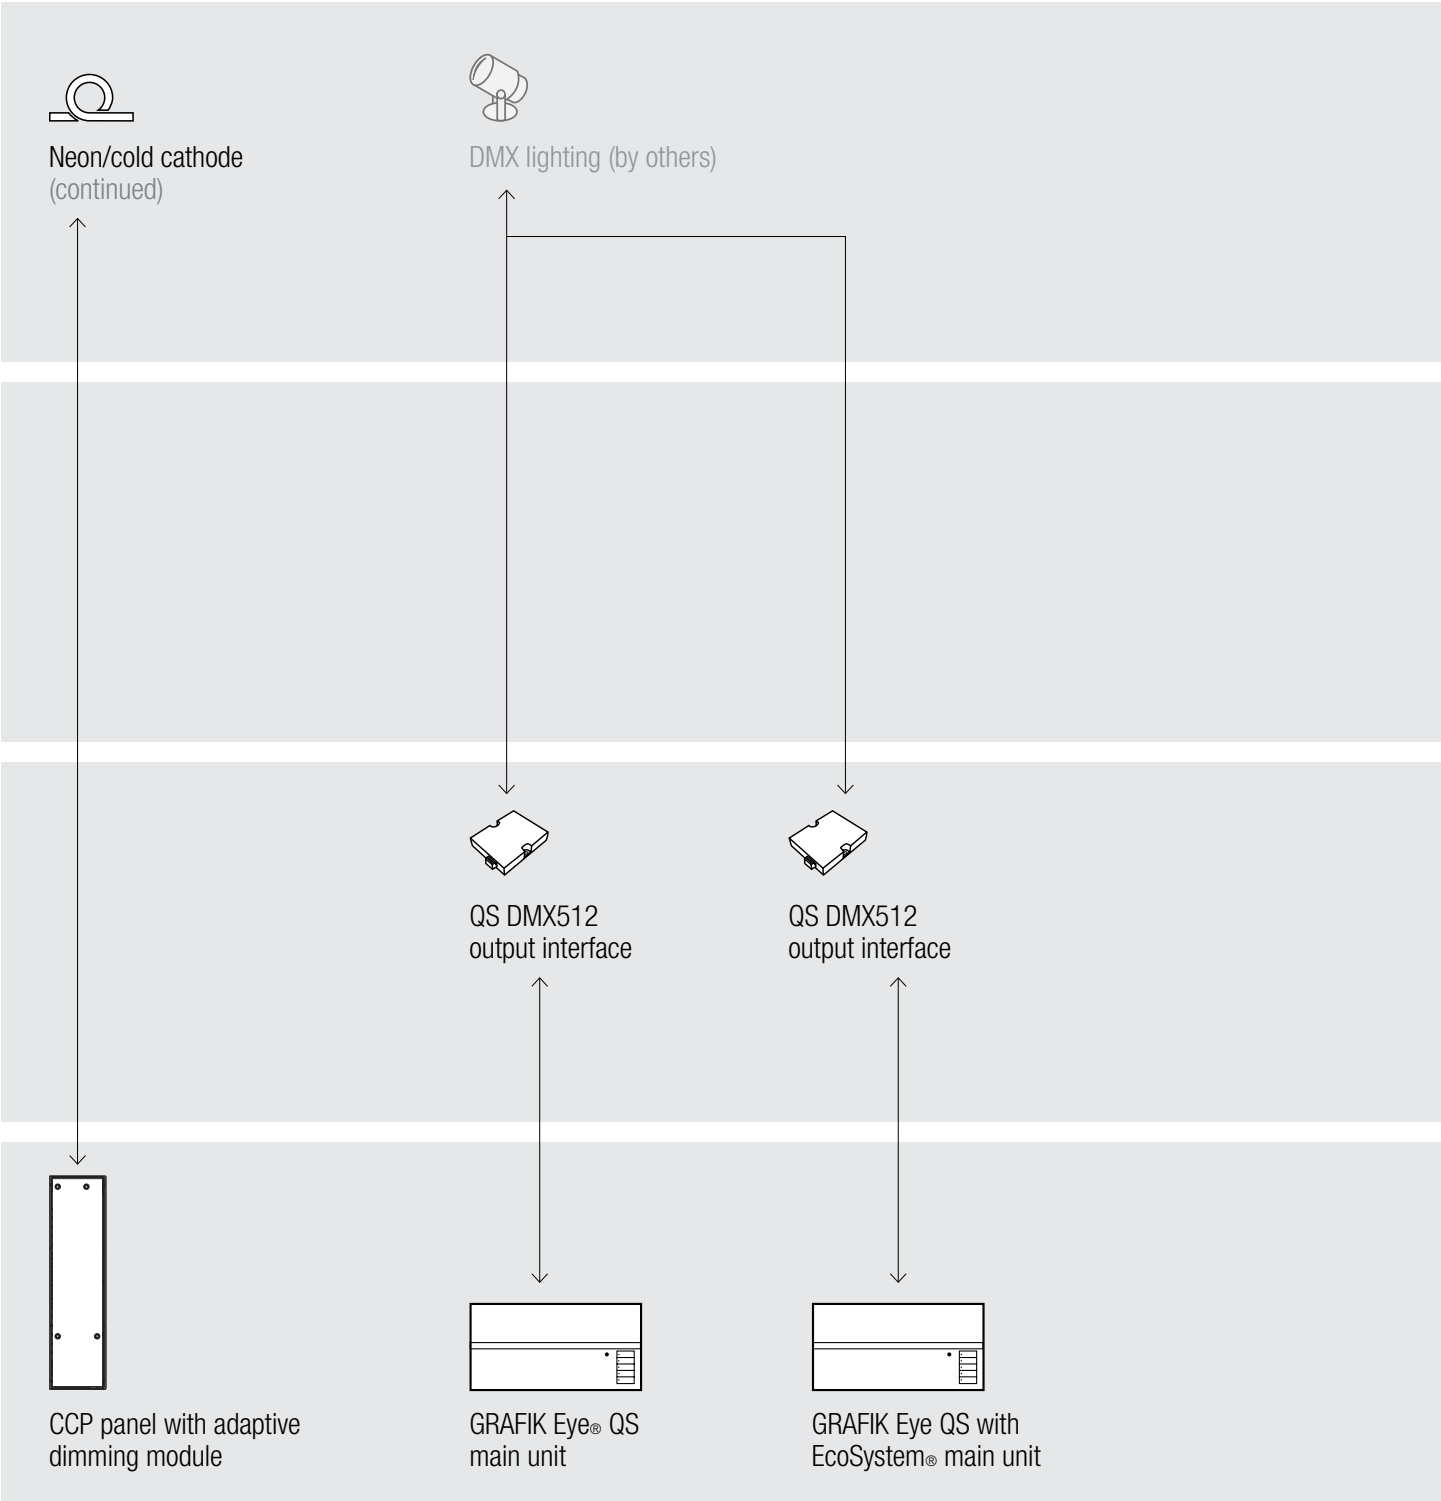 Neon/cold cathode
(continued)
DMX lighting (by others)
QS DMX512
output interface
QS DMX512
output interface
CCP panel with adaptive
dimming module
GRAFIK Eye® QS
main unit
GRAFIK Eye QS with
EcoSystem® main unit